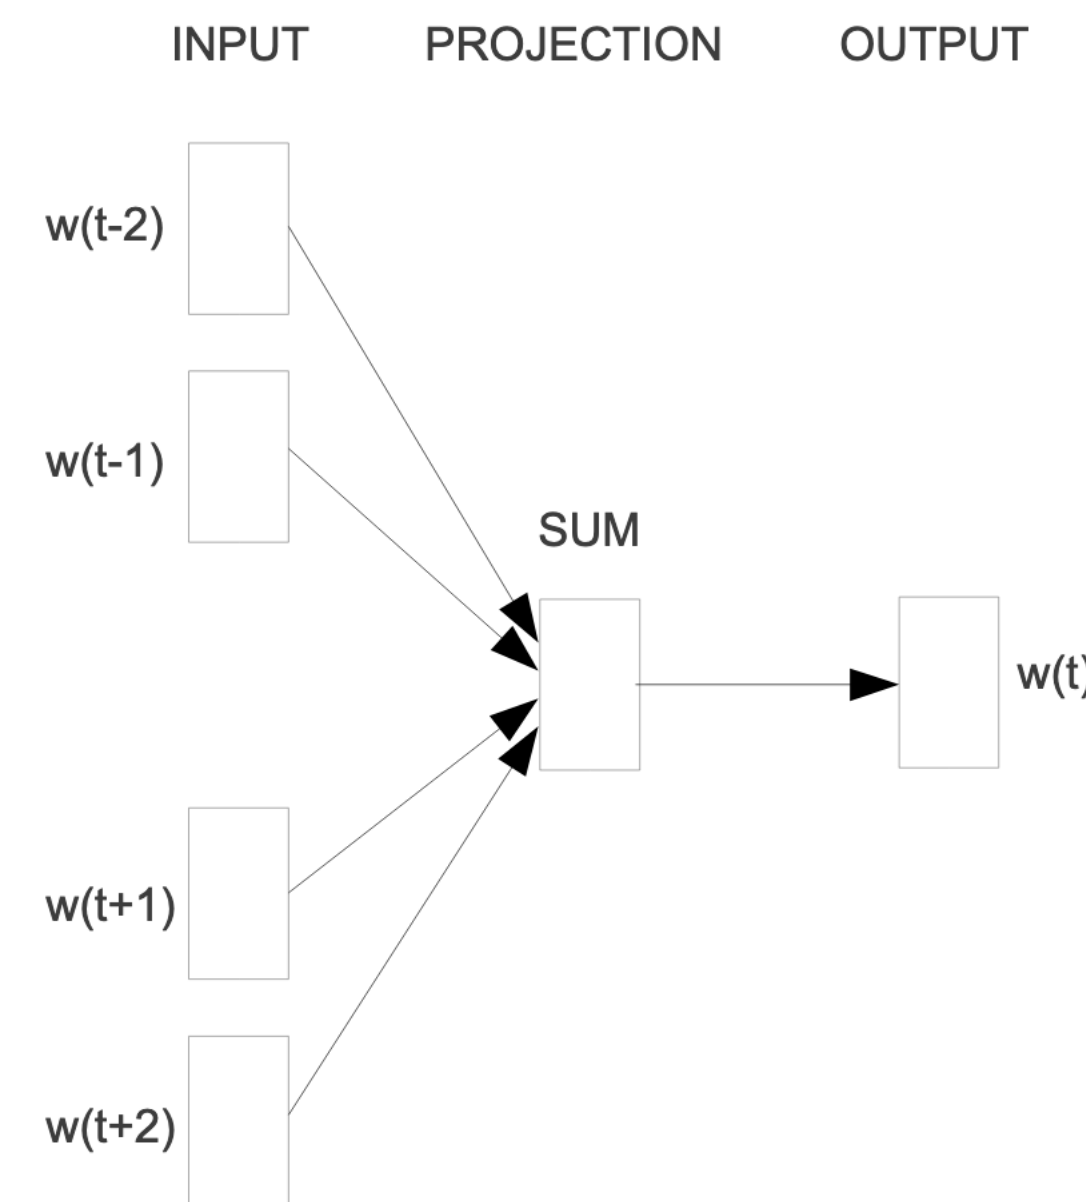 INPUT PROJECTION OUTPUT
w(t-2)
w(t-1)
SUM
w(t)
w(t+1)
w(t+2)